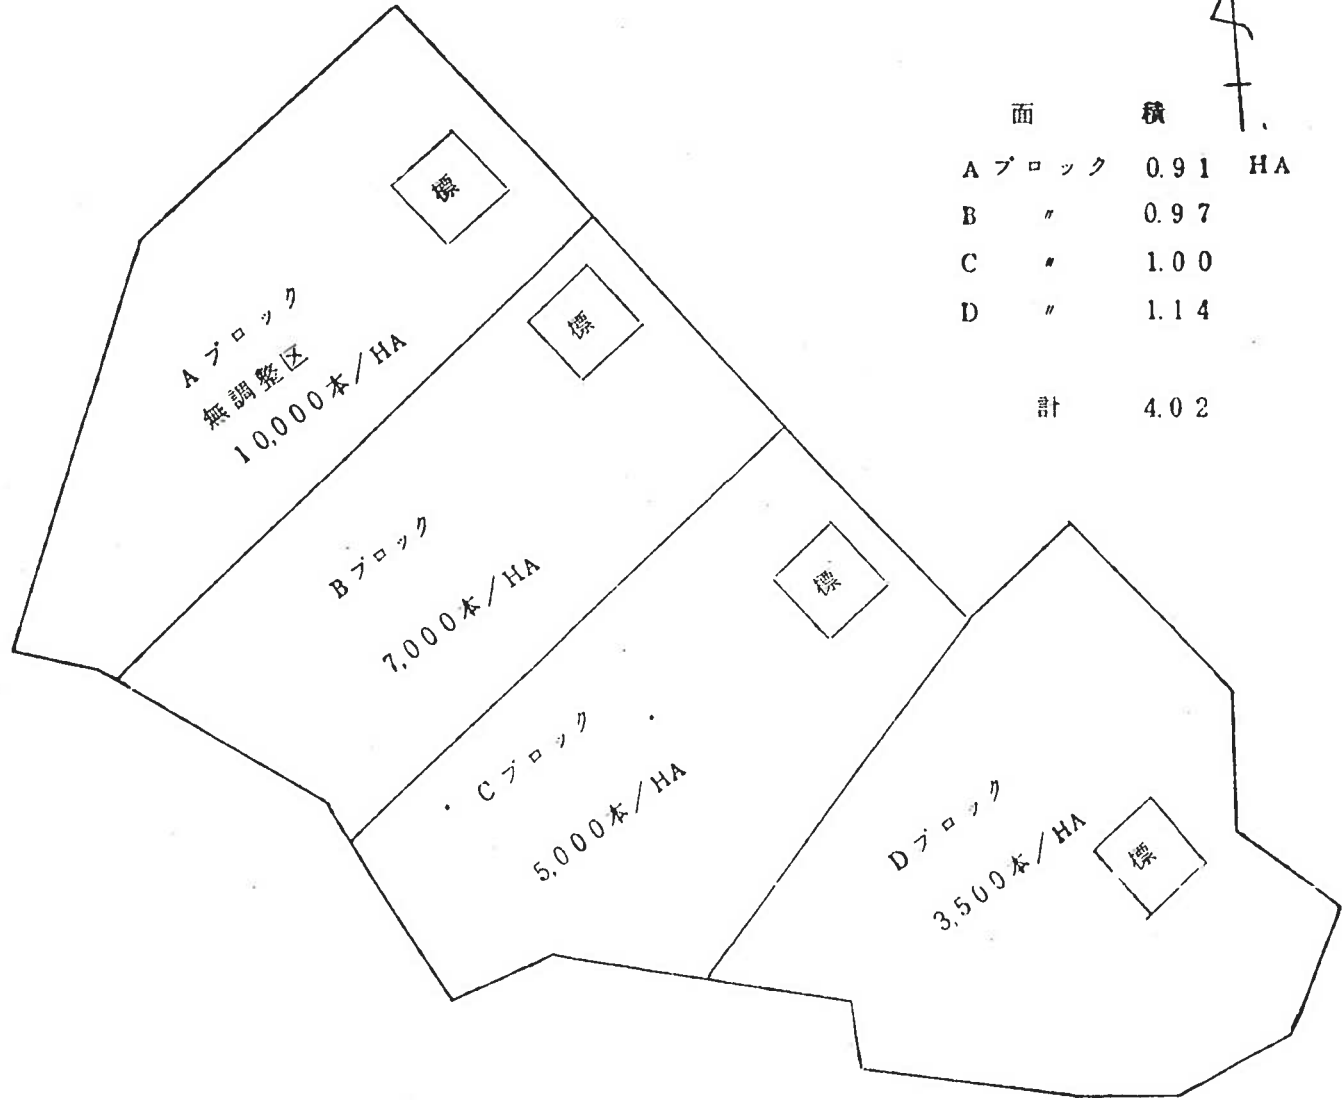 面 積
Aブロック 0.91 HA
B 〃 0.97
C 〃 1.00
D 〃 1.14
計 4.02
標
Aブロック
無調整区
10,000本/HA
標
Bブロック
7,000本/HA
標
Cブロック
5,000本/HA
標
Dブロック
3,500本/HA